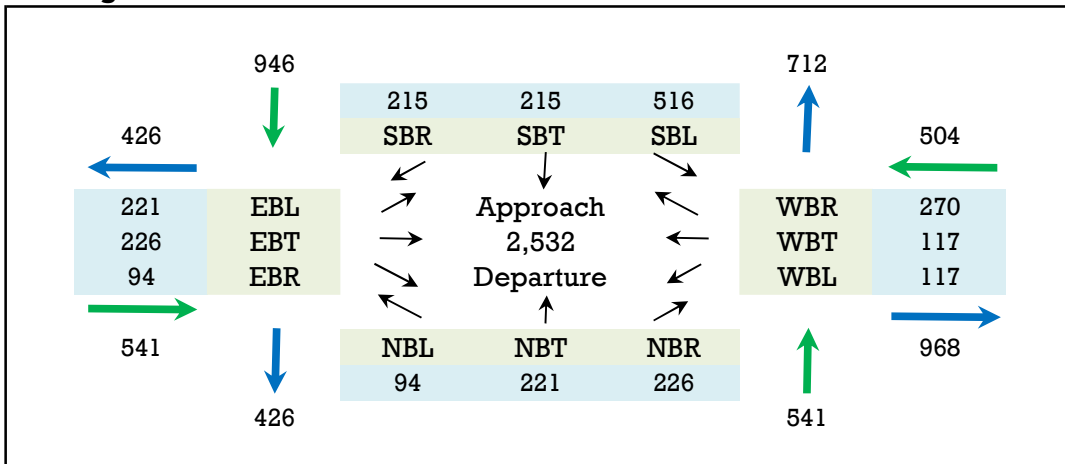 946 712
215 215 516
426 SBR SBT SBL 504
221 EBL Approach WBR 270
226 EBT 2,532 WBT 117
94 EBR Departure WBL 117
541 NBL NBT NBR 968
94 221 226
426 541